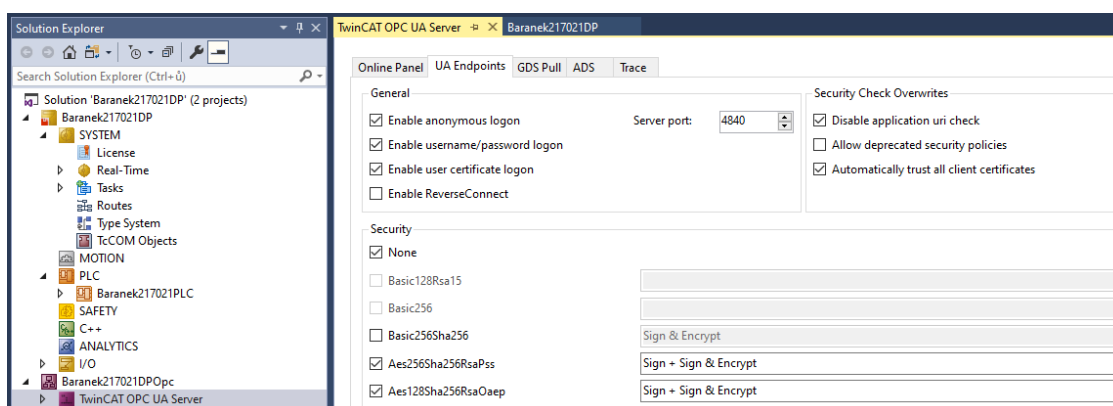 Solution Explorer
Search Solution Explorer (Ctrl+ů)
Solution 'Baranek217021DP' (2 projects)
Baranek217021DP
SYSTEM
License
Real-Time
Tasks
Routes
Type System
TcCOM Objects
MOTION
PLC
Baranek217021PLC
SAFETY
C++
ANALYTICS
I/O
Baranek217021DPOpc
TwinCAT OPC UA Server
TwinCAT OPC UA Server Baranek217021DP
Online Panel UA Endpoints GDS Pull ADS Trace
General
Enable anonymous logon Server port: 4840
Enable username/password logon
Enable user certificate logon
Enable ReverseConnect
Security Check Overwrites
Disable application uri check
Allow deprecated security policies
Automatically trust all client certificates
Security
None
Basic128Rsa15
Basic256
Basic256Sha256 Sign & Encrypt
Aes256Sha256RsaPss Sign + Sign & Encrypt
Aes128Sha256RsaOaep Sign + Sign & Encrypt